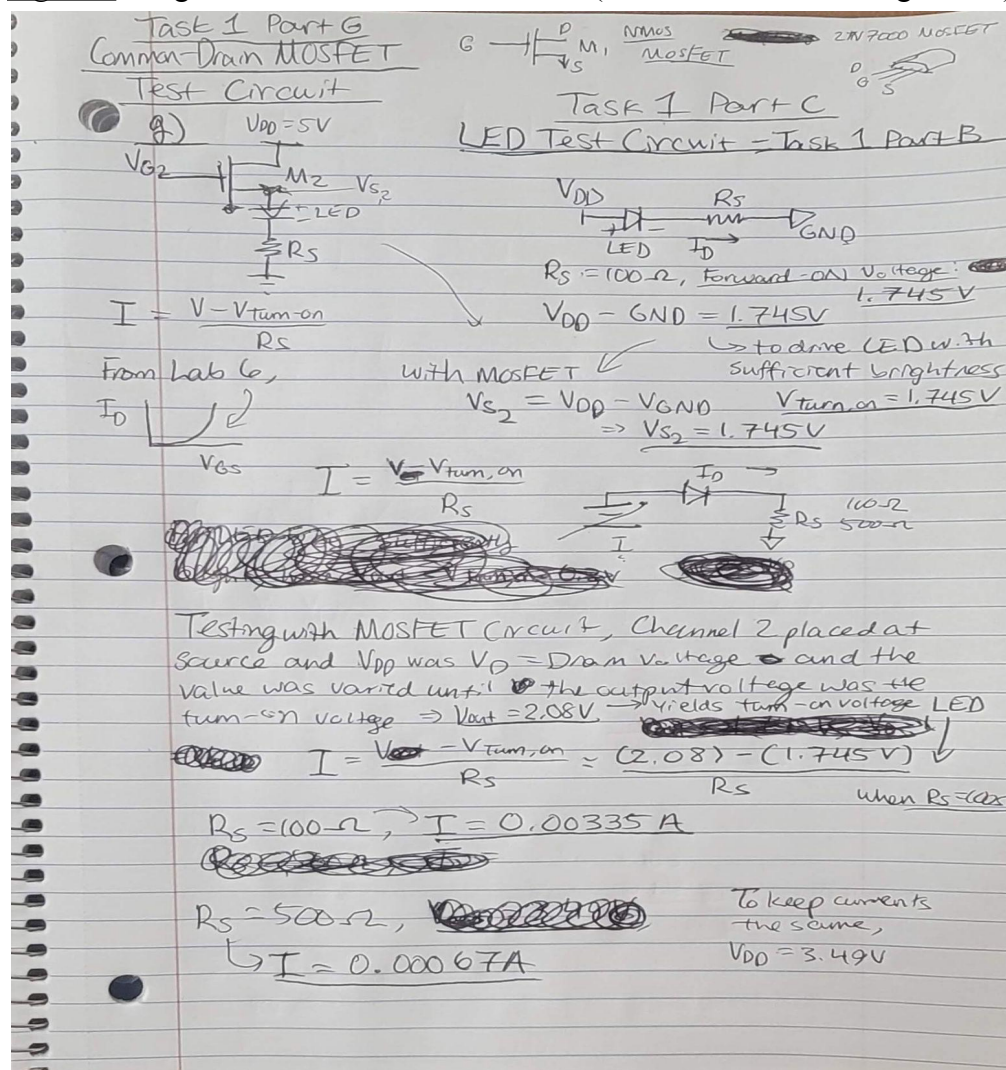 Task 1 Part G
Common-Drain MOSFET
Test Circuit
G D M1 S NMOS MOSFET
2N7000 MOSFET
D G S
Task 1 Part C
LED Test Circuit = Task 1 Part B
g) VDD = 5V
VG2 M2 VS2
+ LED
RS
VDD RS
+ - GND
LED ID
RS = 100Ω, Forward-ON Voltage:
1.745V
I = V - Vturn-on / RS
VDD - GND = 1.745V
↳ to drive LED with
sufficient brightness
From Lab 6,
with MOSFET
Vturn,on = 1.745V
ID
VGS
VS2 = VDD - VGND
=> VS2 = 1.745V
I = V - Vturn,on / RS
ID
RS 100Ω
500Ω
I
Testing with MOSFET Circuit, Channel 2 placed at
source and VDD was VD = Drain Voltage and the
value was varied until the output voltage was the
turn-on voltage => Vout = 2.08V → yields turn-on voltage LED
I = V - Vturn,on / RS = (2.08) - (1.745V) / RS
when RS=100Ω
RS = 100Ω, → I = 0.00335A
RS = 500Ω,
↳ I = 0.00067A
To keep currents
the same,
VDD = 3.49V